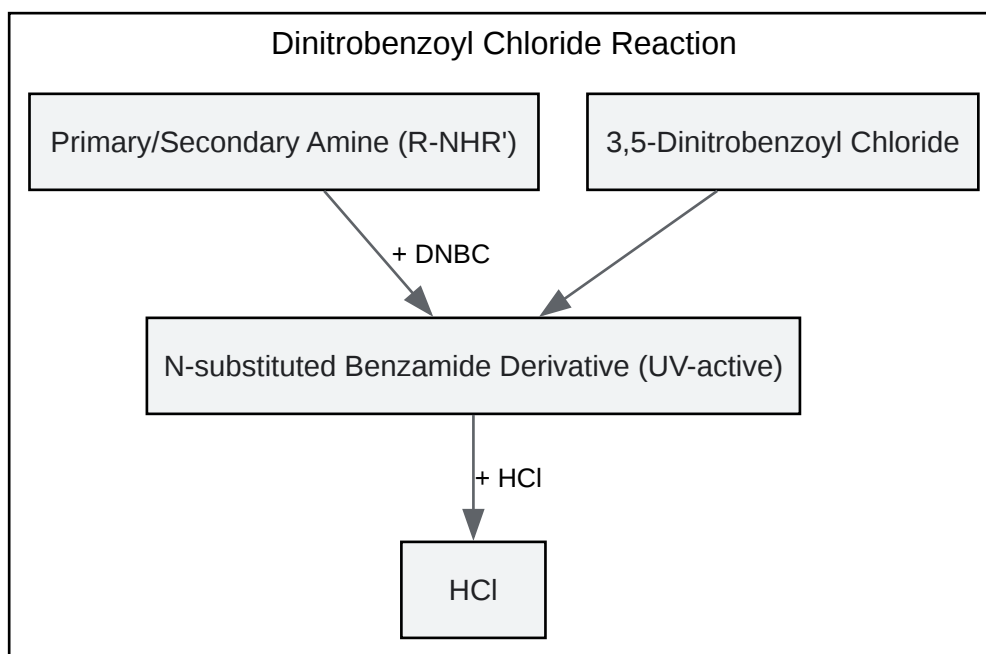 Dinitrobenzoyl Chloride Reaction
Primary/Secondary Amine (R-NHR')
3,5-Dinitrobenzoyl Chloride
+ DNBC
N-substituted Benzamide Derivative (UV-active)
+ HCl
HCl